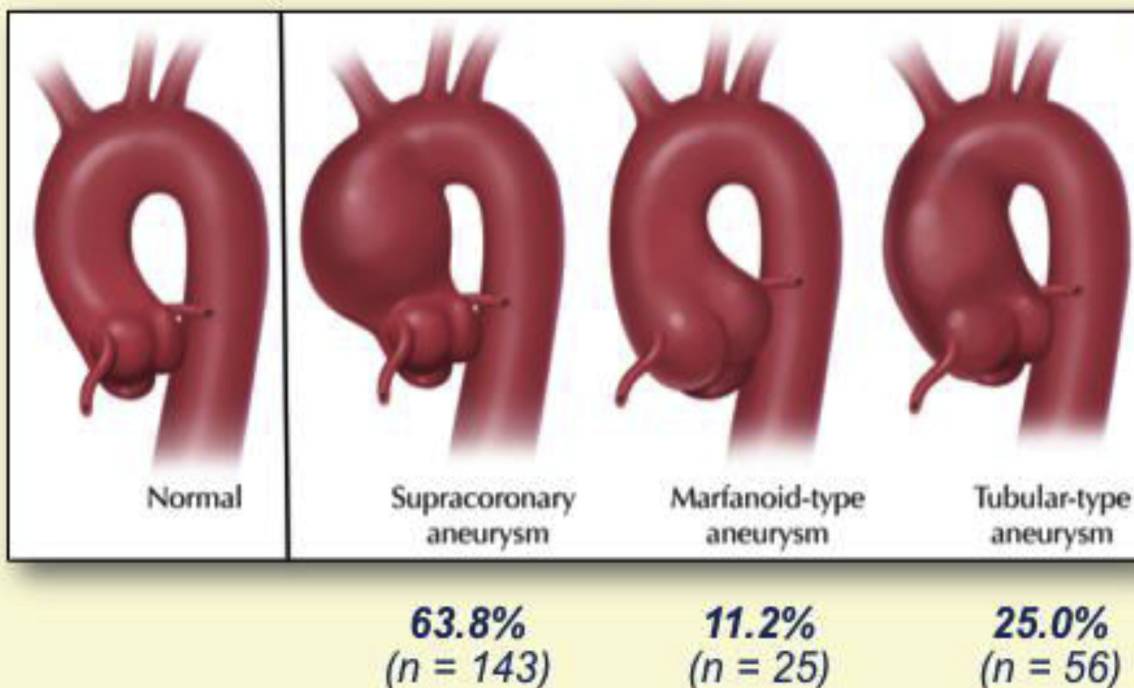 Normal
Supracoronary
aneurysm
Marfanoid-type
aneurysm
Tubular-type
aneurysm
63.8%
(n = 143)
11.2%
(n = 25)
25.0%
(n = 56)